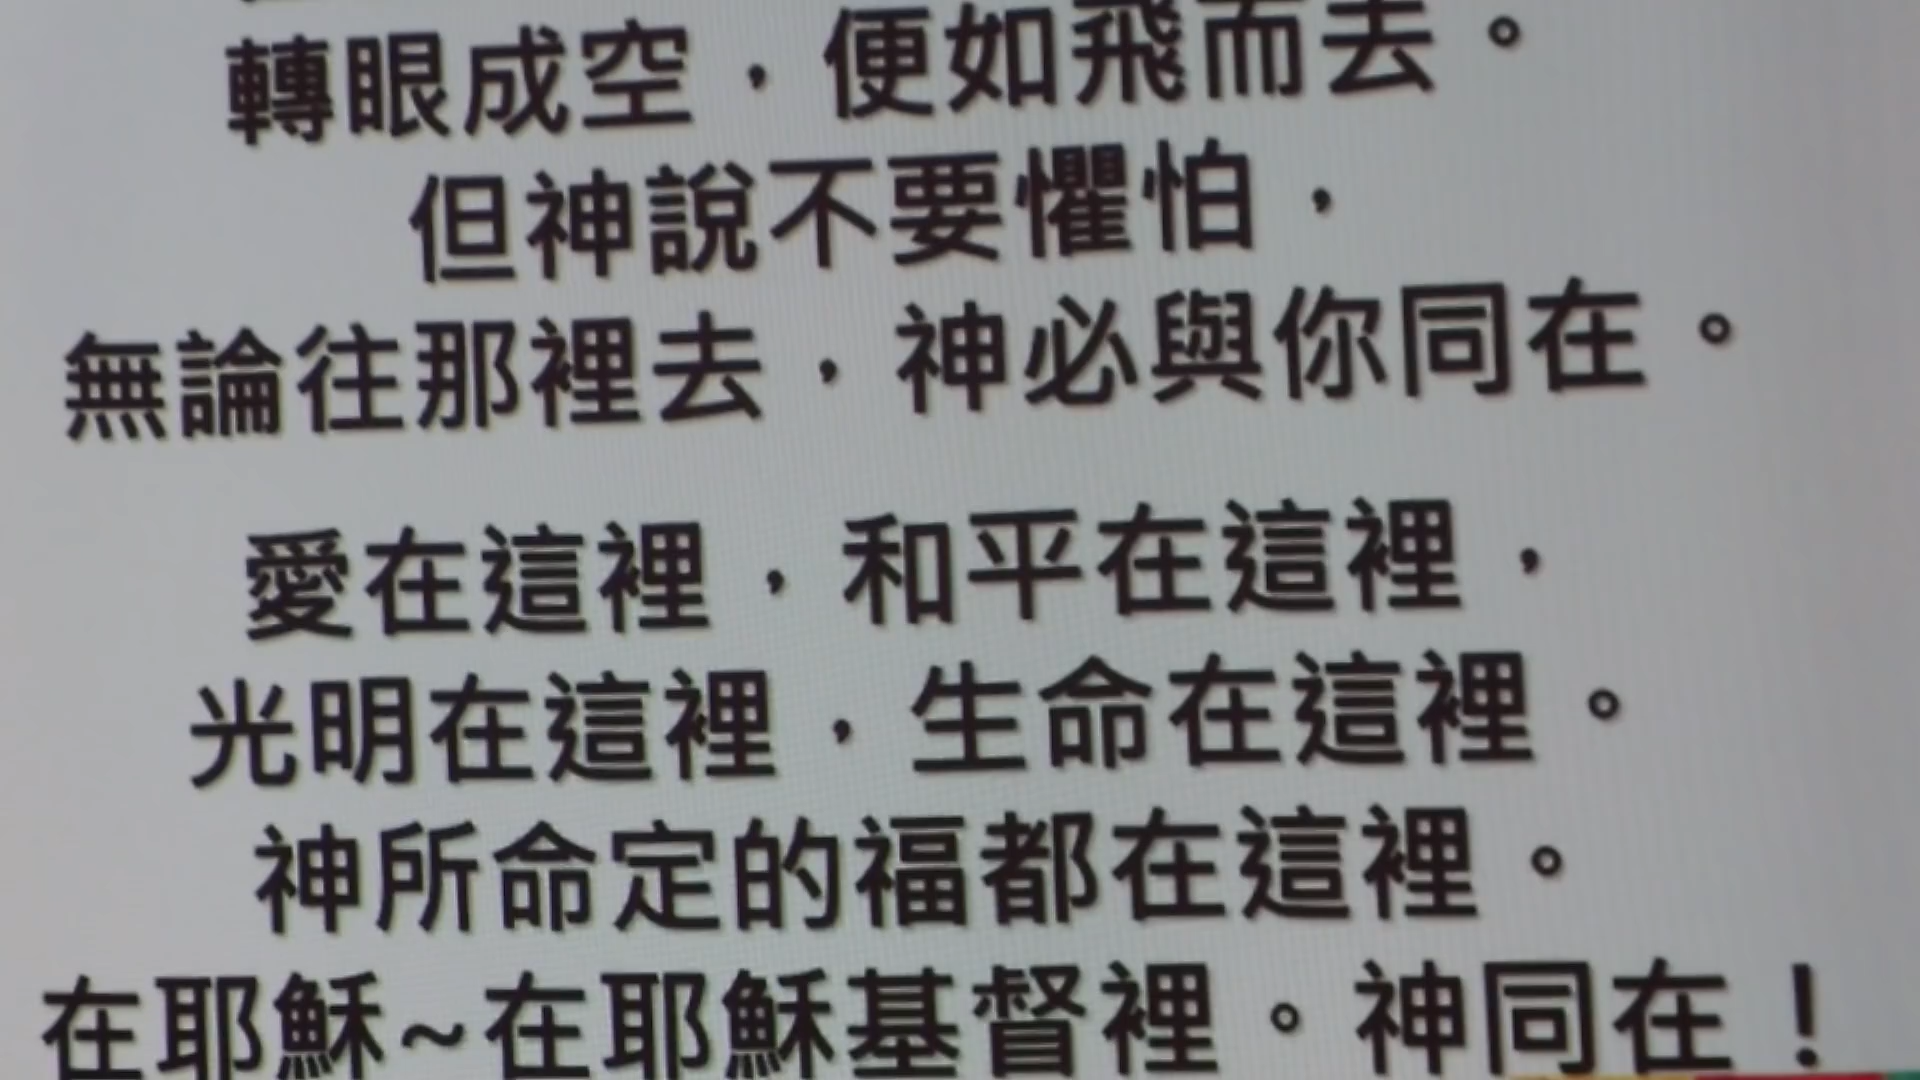 轉眼成空，便如飛而去。
但神說不要懼怕，
無論往那裡去，神必與你同在。
愛在這裡，和平在這裡，
光明在這裡，生命在這裡。
神所命定的福都在這裡。
在耶穌~在耶穌基督裡。神同在！